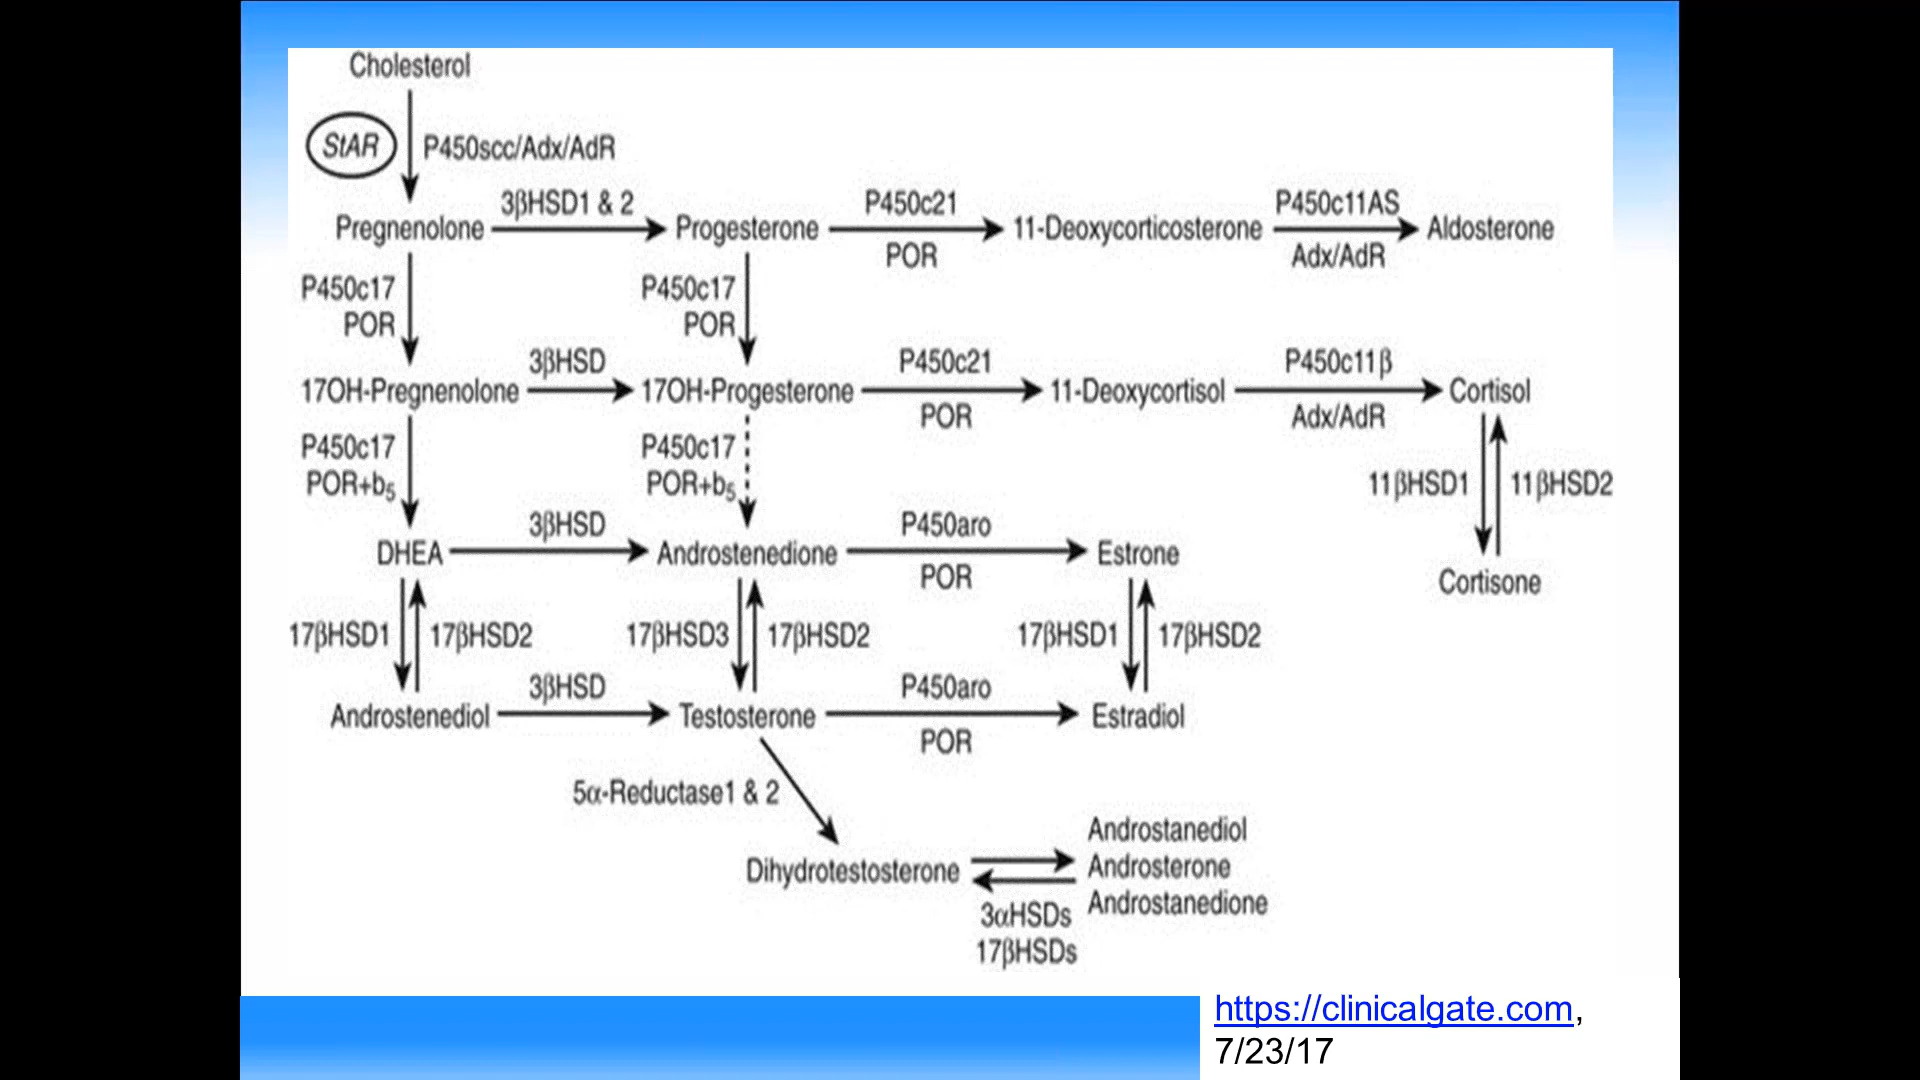 Cholesterol
StAR
P450scc/Adx/AdR
3βHSD1 & 2
P450c21
P450c11AS
Pregnenolone
Progesterone
11-Deoxycorticosterone
Aldosterone
POR
Adx/AdR
P450c17
POR
P450c17
POR
3βHSD
P450c21
P450c11β
17OH-Pregnenolone
17OH-Progesterone
11-Deoxycortisol
Cortisol
POR
Adx/AdR
P450c17
POR+b5
P450c17
POR+b5
11βHSD1
11βHSD2
3βHSD
P450aro
DHEA
Androstenedione
Estrone
POR
Cortisone
17βHSD1
17βHSD2
17βHSD3
17βHSD2
17βHSD1
17βHSD2
3βHSD
P450aro
Androstenediol
Testosterone
Estradiol
POR
5α-Reductase1 & 2
Dihydrotestosterone
Androstanediol
Androsterone
Androstanedione
3αHSDs
17βHSDs
https://clinicalgate.com,
7/23/17